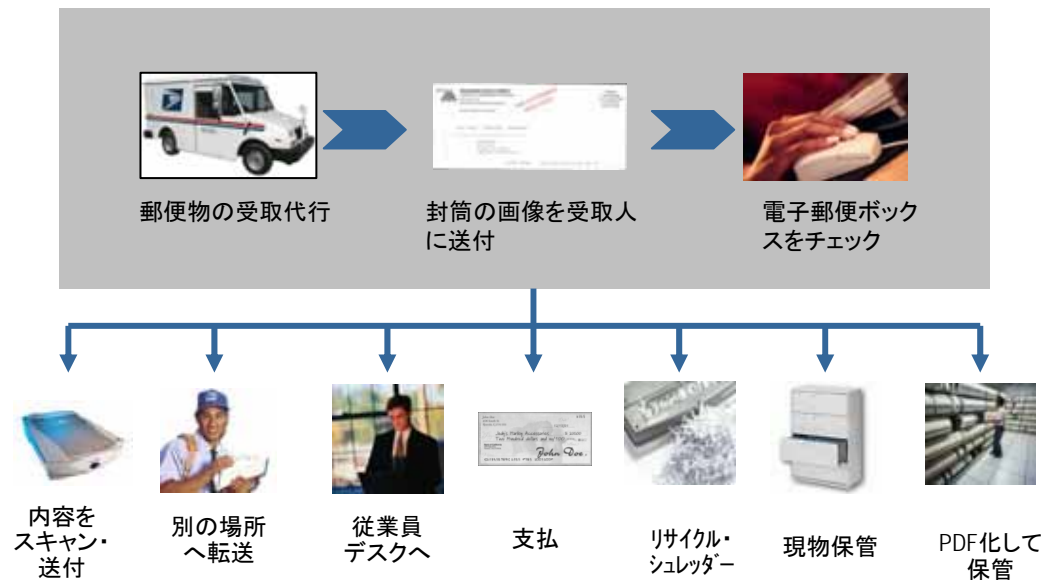 郵便物の受取代行
封筒の画像を受取人
に送付
電子郵便ボック
スをチェック
内容を
スキャン・
送付
別の場所
へ転送
従業員
デスクへ
支払
リサイクル・
シュレッダー
現物保管
PDF化して
保管
John Doe.